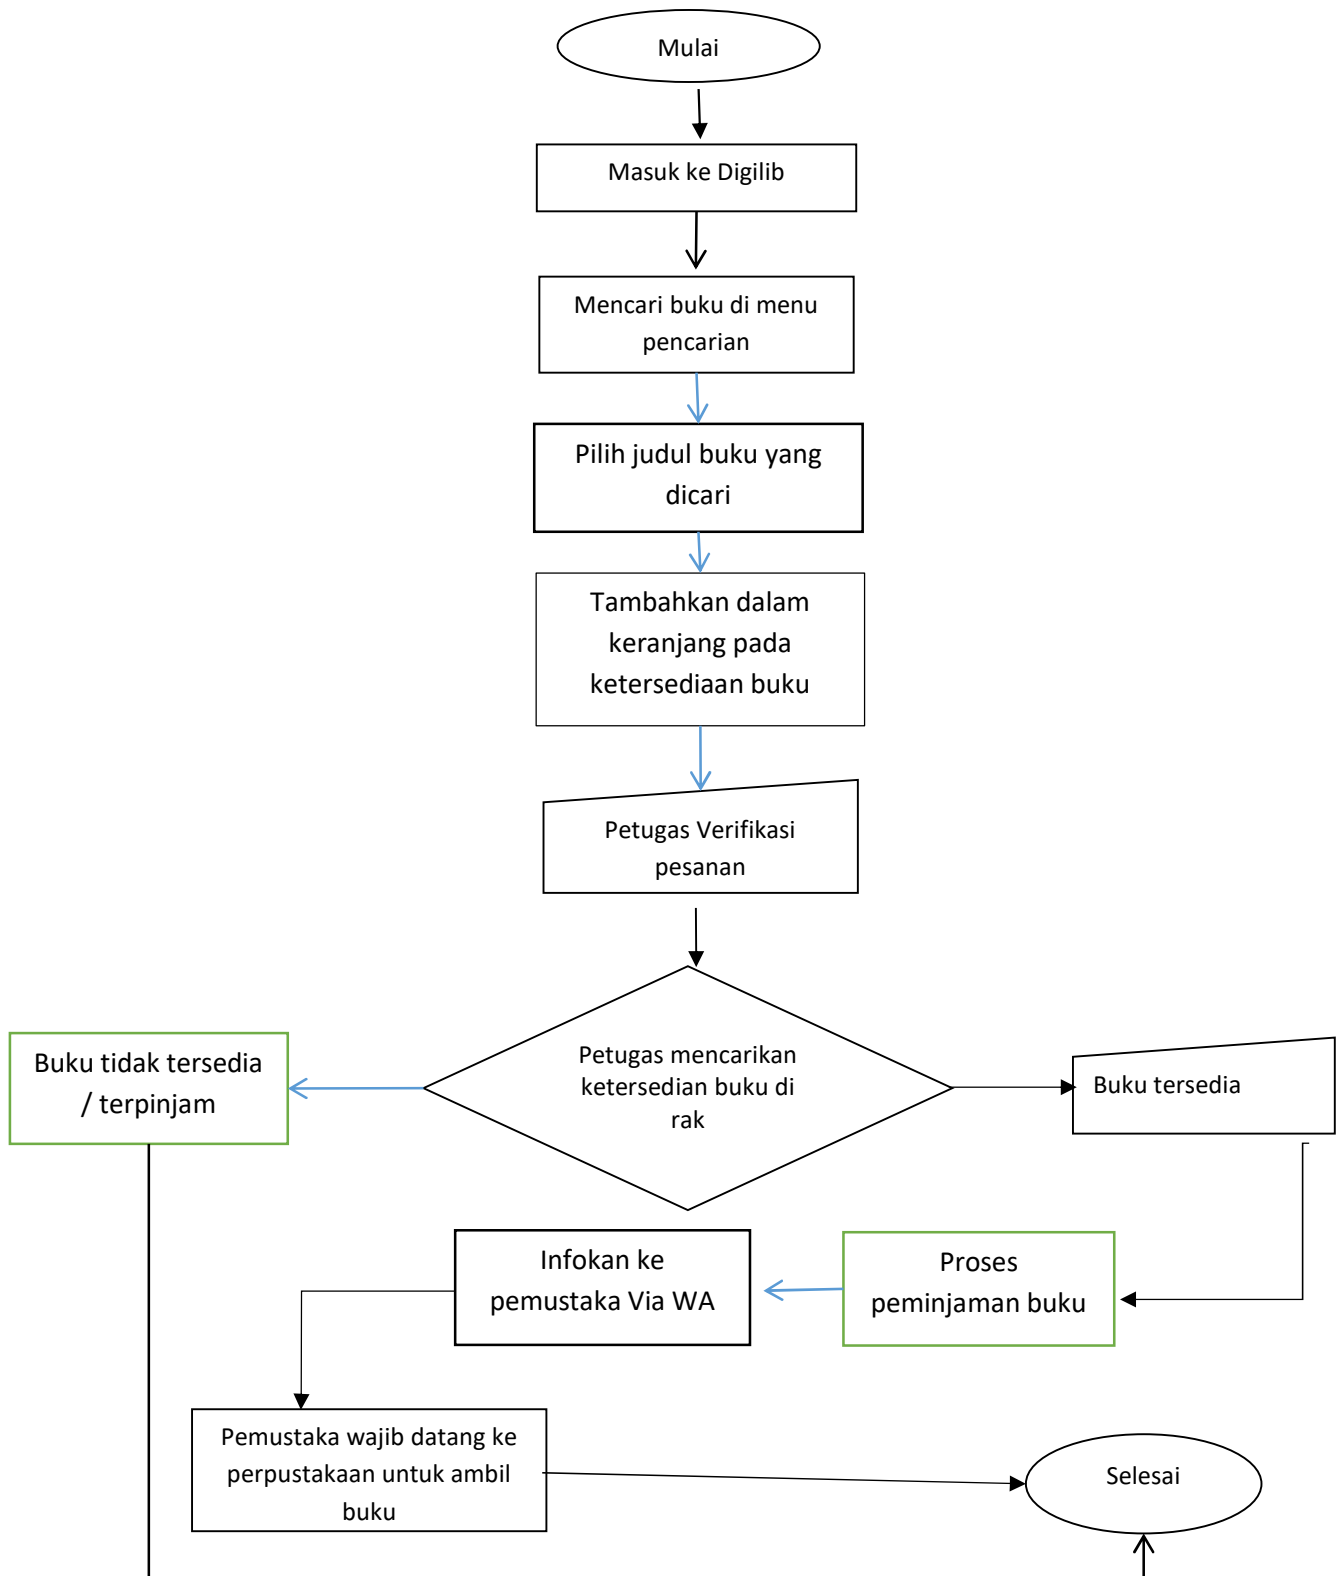 Mulai
Masuk ke Digilib
Mencari buku di menu
pencarian
Pilih judul buku yang
dicari
Tambahkan dalam
keranjang pada
ketersediaan buku
Petugas Verifikasi
pesanan
Petugas mencarikan
ketersedian buku di
rak
Buku tidak tersedia
/ terpinjam
Buku tersedia
Proses
peminjaman buku
Infokan ke
pemustaka Via WA
Pemustaka wajib datang ke
perpustakaan untuk ambil
buku
Selesai